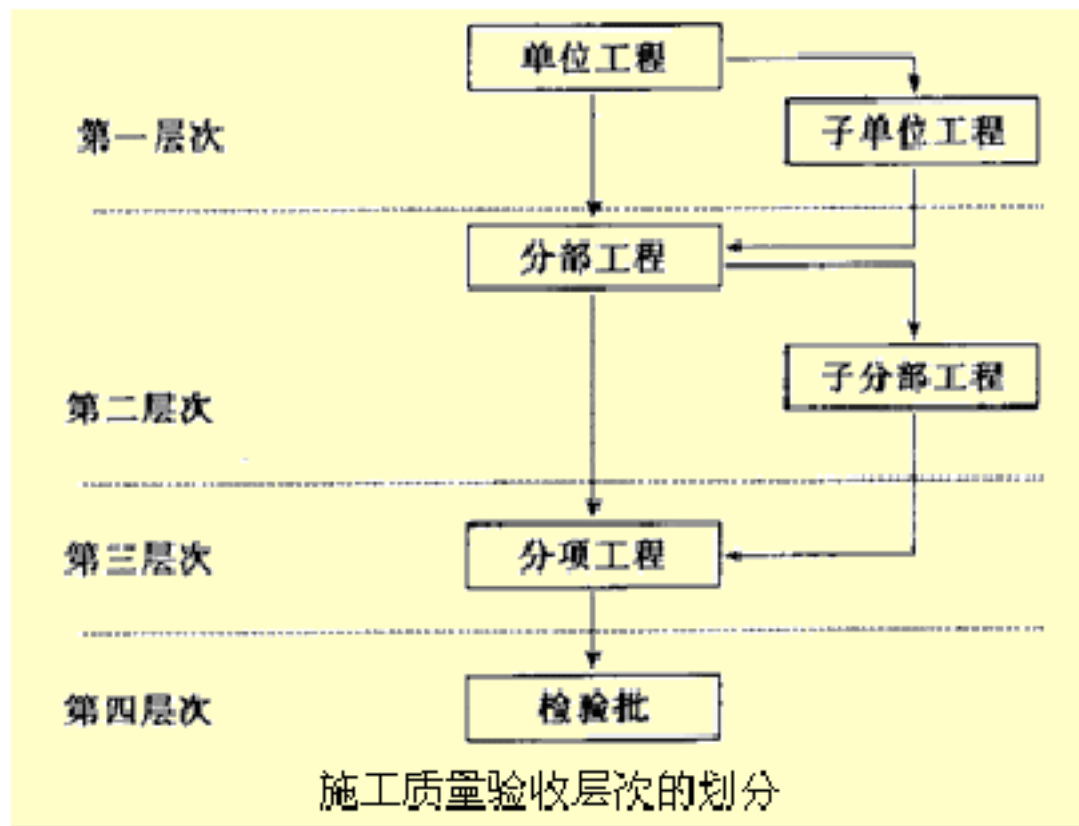 单位工程
第一层次
子单位工程
分部工程
子分部工程
第二层次
第三层次
分项工程
第四层次
检验批
施工质量验收层次的划分